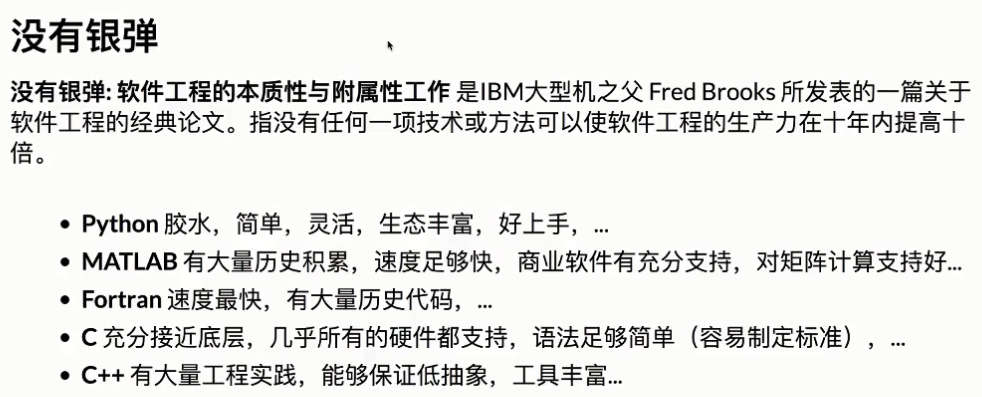 没有银弹
没有银弹: 软件工程的本质性与附属性工作 是IBM大型机之父 Fred Brooks 所发表的一篇关于
软件工程的经典论文。指没有任何一项技术或方法可以使软件工程的生产力在十年内提高十
倍。
• Python 胶水，简单，灵活，生态丰富，好上手，...
• MATLAB 有大量历史积累，速度足够快，商业软件有充分支持，对矩阵计算支持好...
• Fortran 速度最快，有大量历史代码，...
• C 充分接近底层，几乎所有的硬件都支持，语法足够简单（容易制定标准），...
• C++ 有大量工程实践，能够保证低抽象，工具丰富...